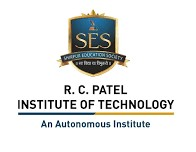 SES
SHIRPUR EDUCATION SOCIETY
R. C. PATEL
INSTITUTE OF TECHNOLOGY
An Autonomous Institute